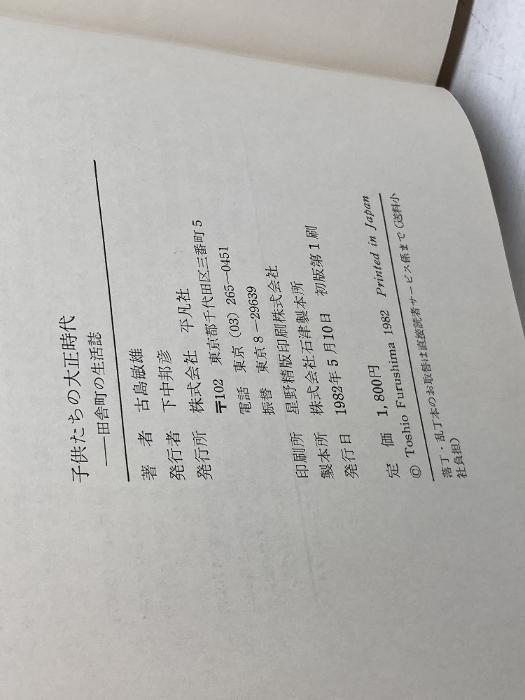 子供たちの大正時代
——田舎町の生活誌
著 者 古島敏雄
発行者 下中邦彦
発行所 株式会社 平凡社
〒102 東京都千代田区三番町5
電話 東京 (03) 265—0451
振替 東京8－29639
印刷所 星野精版印刷株式会社
製本所 株式会社石津製本所
発行日 1982年5月10日 初版第1刷
定 価 1,800円
© Toshio Furushima 1982 Printed in Japan
落丁・乱丁本のお取替は直接読者サービス係まで(送料小
社負担)